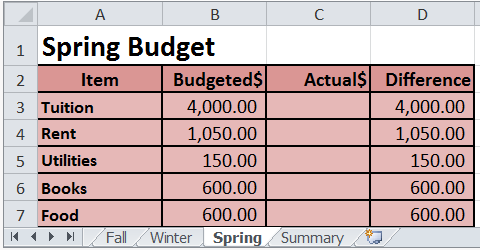 A B C D
1 Spring Budget
2 Item Budgeted$ Actual$ Difference
3 Tuition 4,000.00 4,000.00
4 Rent 1,050.00 1,050.00
5 Utilities 150.00 150.00
6 Books 600.00 600.00
7 Food 600.00 600.00
Fall Winter Spring Summary